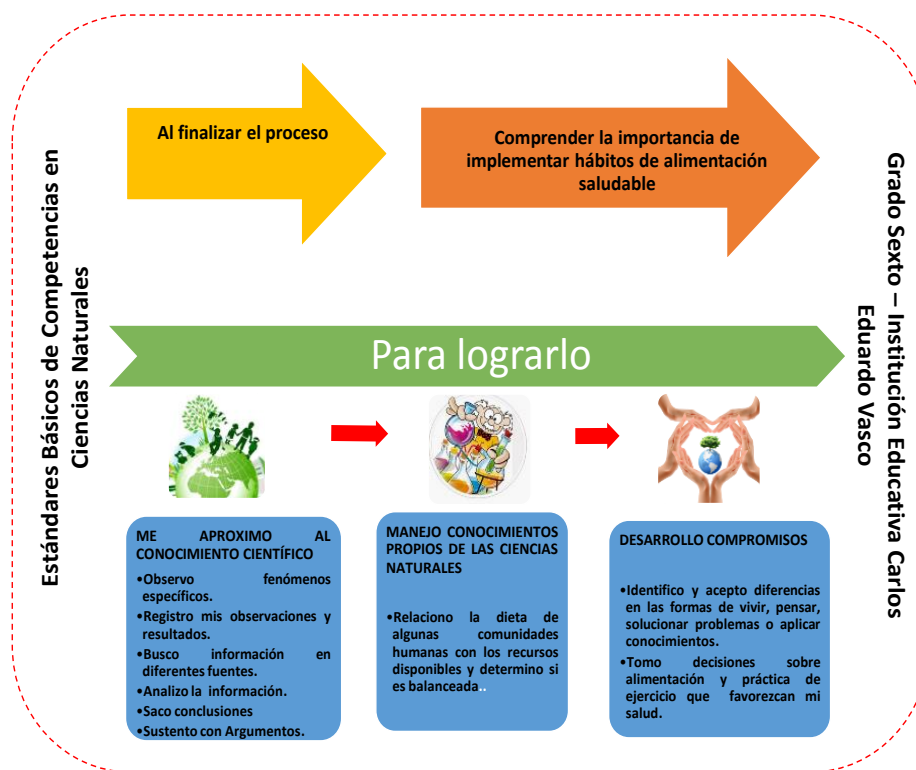 Estándares Básicos de Competencias en
Ciencias Naturales
Al finalizar el proceso
Comprender la importancia de
implementar hábitos de alimentación
saludable
Grado Sexto – Institución Educativa Carlos
Eduardo Vasco
Para lograrlo
ME APROXIMO AL
CONOCIMIENTO CIENTÍFICO
•Observo fenómenos
específicos.
•Registro mis observaciones y
resultados.
•Busco información en
diferentes fuentes.
•Analizo la información.
•Saco conclusiones
•Sustento con Argumentos.
MANEJO CONOCIMIENTOS
PROPIOS DE LAS CIENCIAS
NATURALES
•Relaciono la dieta de
algunas comunidades
humanas con los recursos
disponibles y determino si
es balanceada..
DESARROLLO COMPROMISOS
•Identifico y acepto diferencias
en las formas de vivir, pensar,
solucionar problemas o aplicar
conocimientos.
•Tomo decisiones sobre
alimentación y práctica de
ejercicio que favorezcan mi
salud.